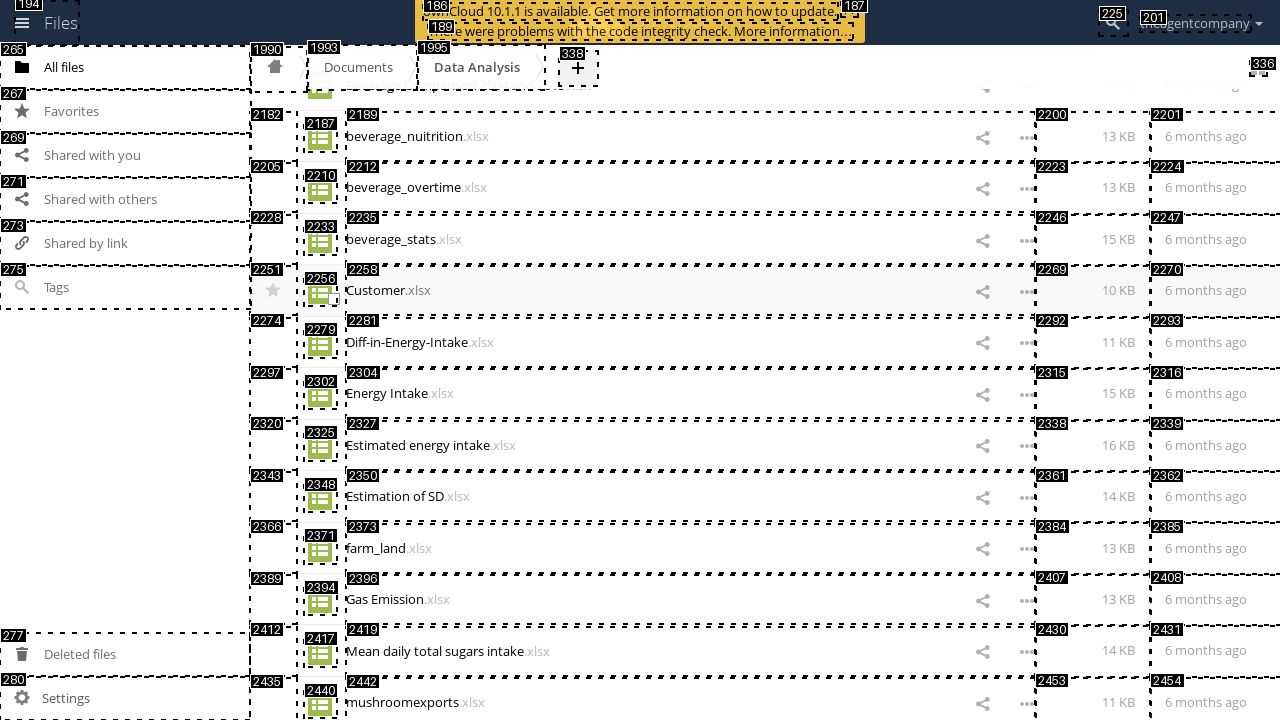 194
Files
186
ownCloud 10.1.1 is available. Get more information on how to update.
187
189
There were problems with the code integrity check. More information…
225
201
theagentcompany
265
All files
267
Favorites
269
Shared with you
271
Shared with others
273
Shared by link
275
Tags
277
Deleted files
280
Settings
1990
1993
Documents
1995
Data Analysis
338
+
336
2182
2187
2189
beverage_nuitrition.xlsx
2200
13 KB
2201
6 months ago
2205
2210
2212
beverage_overtime.xlsx
2223
13 KB
2224
6 months ago
2228
2233
2235
beverage_stats.xlsx
2246
15 KB
2247
6 months ago
2251
2256
2258
Customer.xlsx
2269
10 KB
2270
6 months ago
2274
2279
2281
Diff-in-Energy-Intake.xlsx
2292
11 KB
2293
6 months ago
2297
2302
2304
Energy Intake.xlsx
2315
15 KB
2316
6 months ago
2320
2325
2327
Estimated energy intake.xlsx
2338
16 KB
2339
6 months ago
2343
2348
2350
Estimation of SD.xlsx
2361
14 KB
2362
6 months ago
2366
2371
2373
farm_land.xlsx
2384
13 KB
2385
6 months ago
2389
2394
2396
Gas Emission.xlsx
2407
13 KB
2408
6 months ago
2412
2417
2419
Mean daily total sugars intake.xlsx
2430
14 KB
2431
6 months ago
2435
2440
2442
mushroomexports.xlsx
2453
11 KB
2454
6 months ago